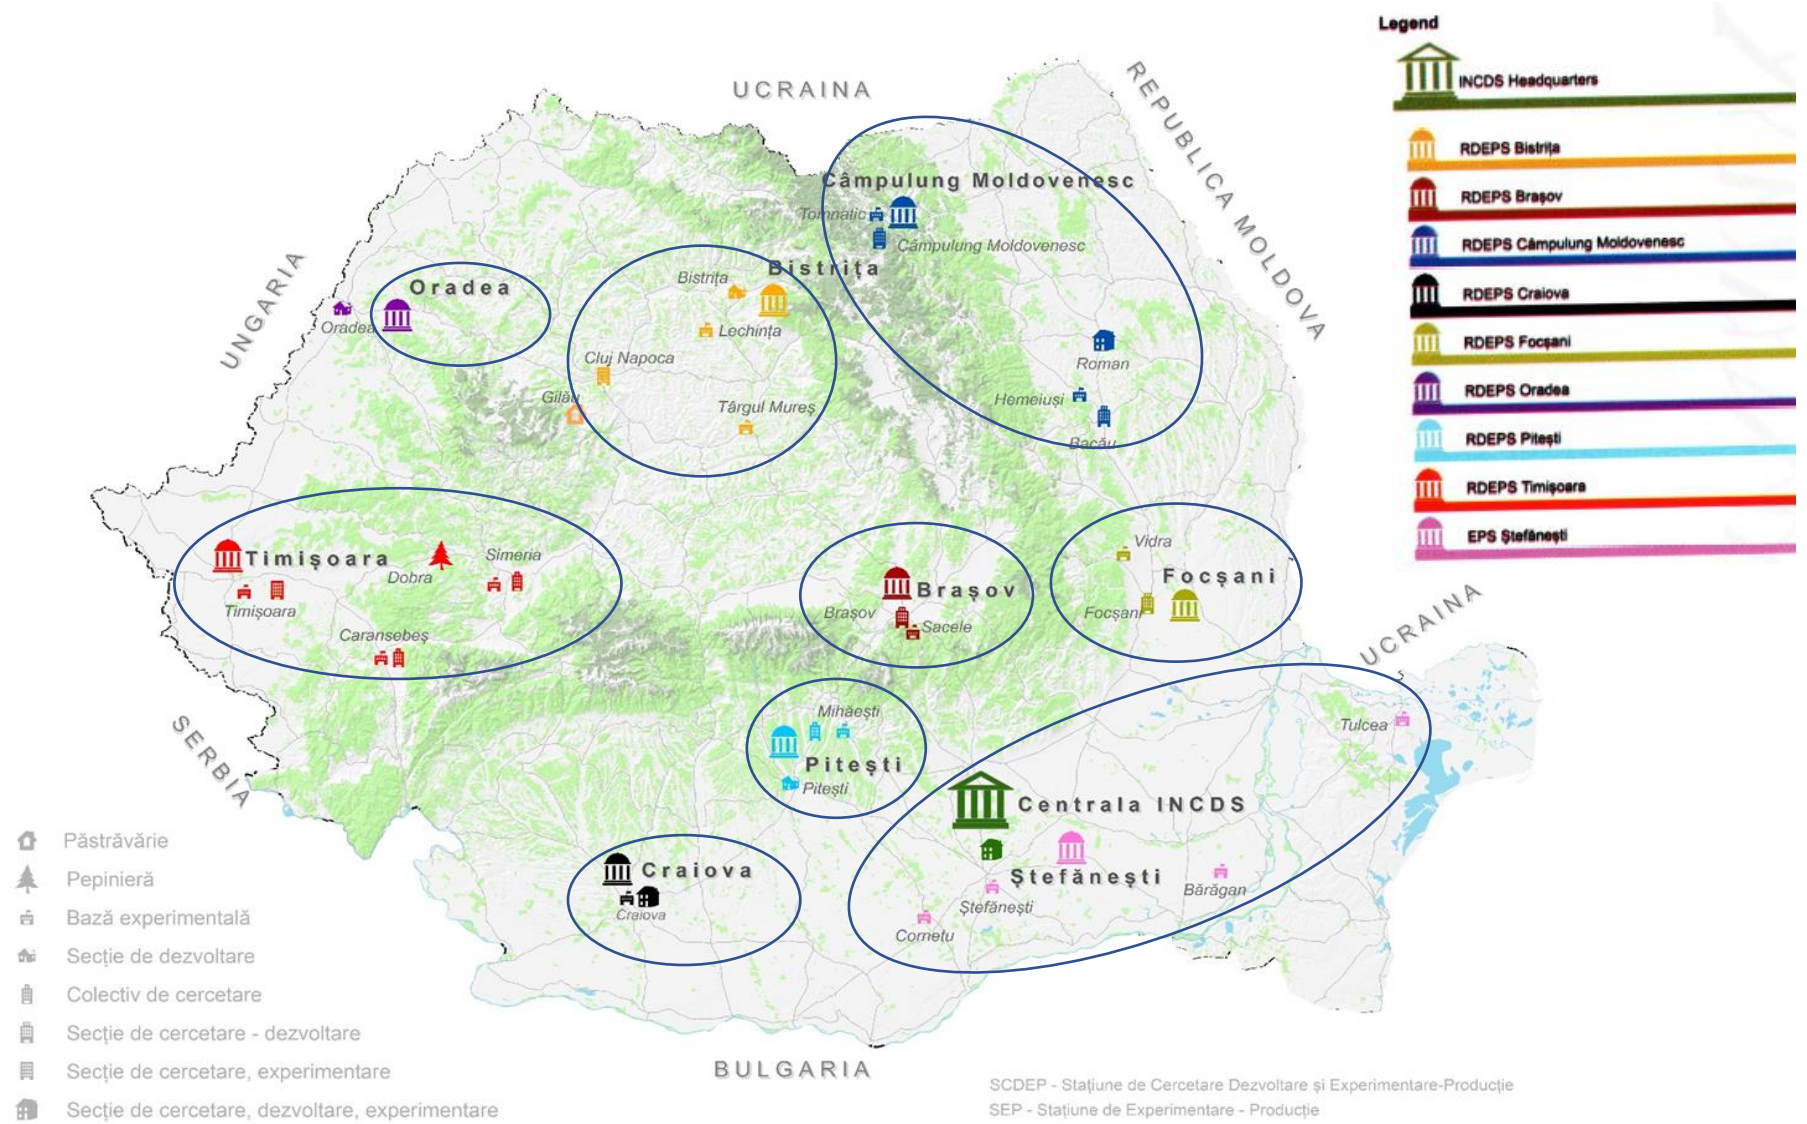 Legend
INCDS Headquarters
RDEPS Bistrița
RDEPS Brașov
RDEPS Câmpulung Moldovenesc
RDEPS Craiova
RDEPS Focșani
RDEPS Oradea
RDEPS Pitești
RDEPS Timișoara
EPS Ștefănești
UCRAINA
REPUBLICA MOLDOVA
UNGARIA
SERBIA
BULGARIA
UCRAINA
Câmpulung Moldovenesc
Tomnatic
Câmpulung Moldovenesc
Roman
Hemeiuși
Bacău
Bistrița
Bistrița
Lechința
Cluj Napoca
Gilău
Târgul Mureș
Oradea
Oradea
Timișoara
Dobra
Simeria
Timișoara
Caransebeș
Brașov
Brașov
Sacele
Vidra
Focșani
Focșani
Mihăești
Pitești
Pitești
Tulcea
Centrala INCDS
Ștefănești
Ștefănești
Bărăgan
Cornetu
Craiova
Craiova
Păstrăvărie
Pepinieră
Bază experimentală
Secție de dezvoltare
Colectiv de cercetare
Secție de cercetare - dezvoltare
Secție de cercetare, experimentare
Secție de cercetare, dezvoltare, experimentare
SCDEP - Stațiune de Cercetare Dezvoltare și Experimentare-Producție
SEP - Stațiune de Experimentare - Producție